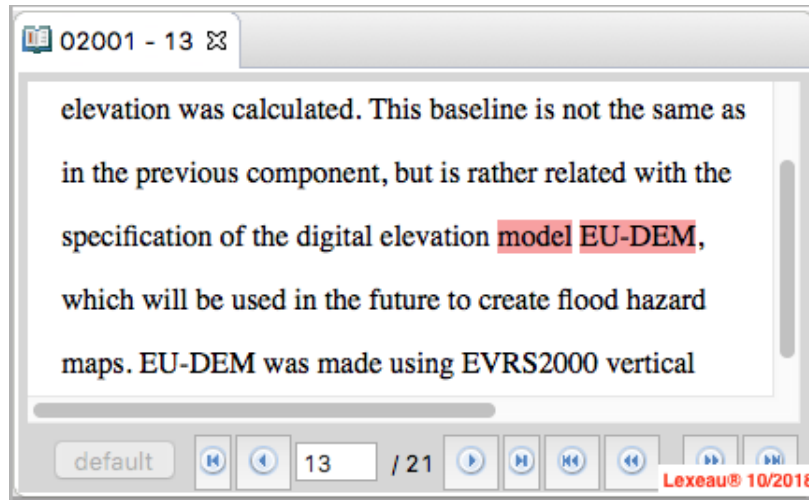 02001 - 13
elevation was calculated. This baseline is not the same as
in the previous component, but is rather related with the
specification of the digital elevation model EU-DEM,
which will be used in the future to create flood hazard
maps. EU-DEM was made using EVRS2000 vertical
default 13 / 21
Lexeau® 10/2018